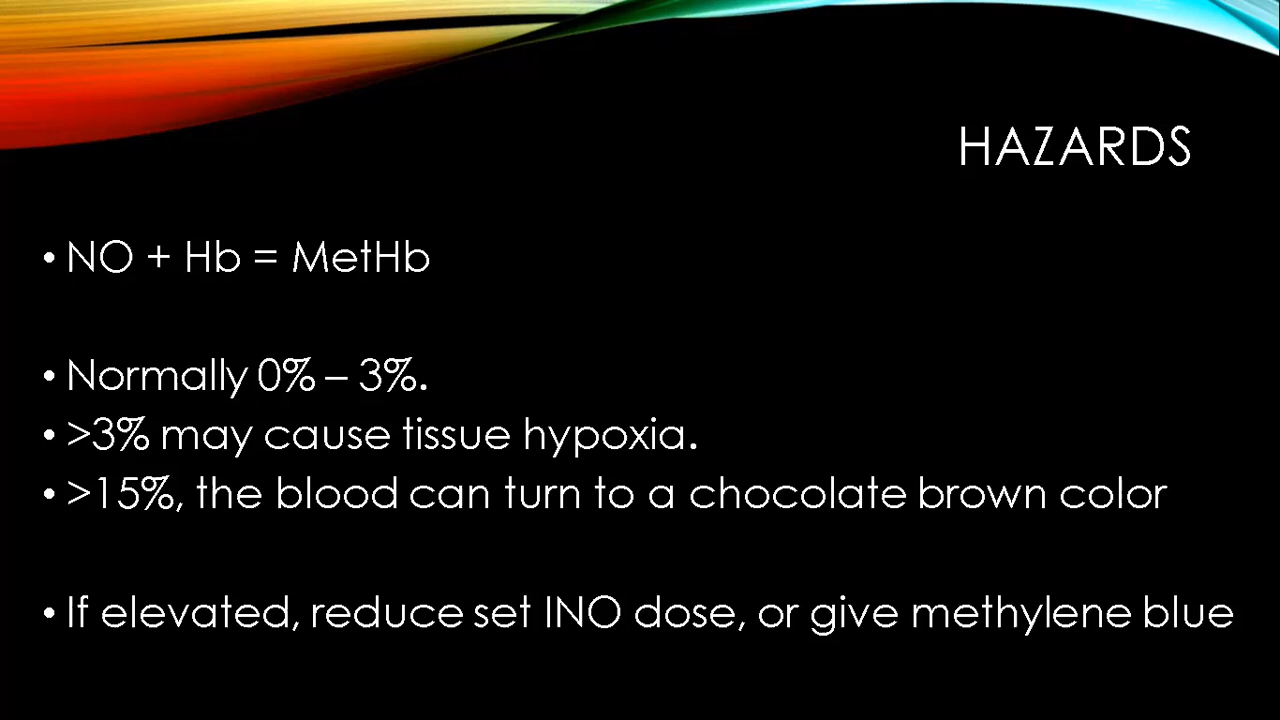 HAZARDS
• NO + Hb = MetHb
• Normally 0% – 3%.
• >3% may cause tissue hypoxia.
• >15%, the blood can turn to a chocolate brown color
• If elevated, reduce set INO dose, or give methylene blue